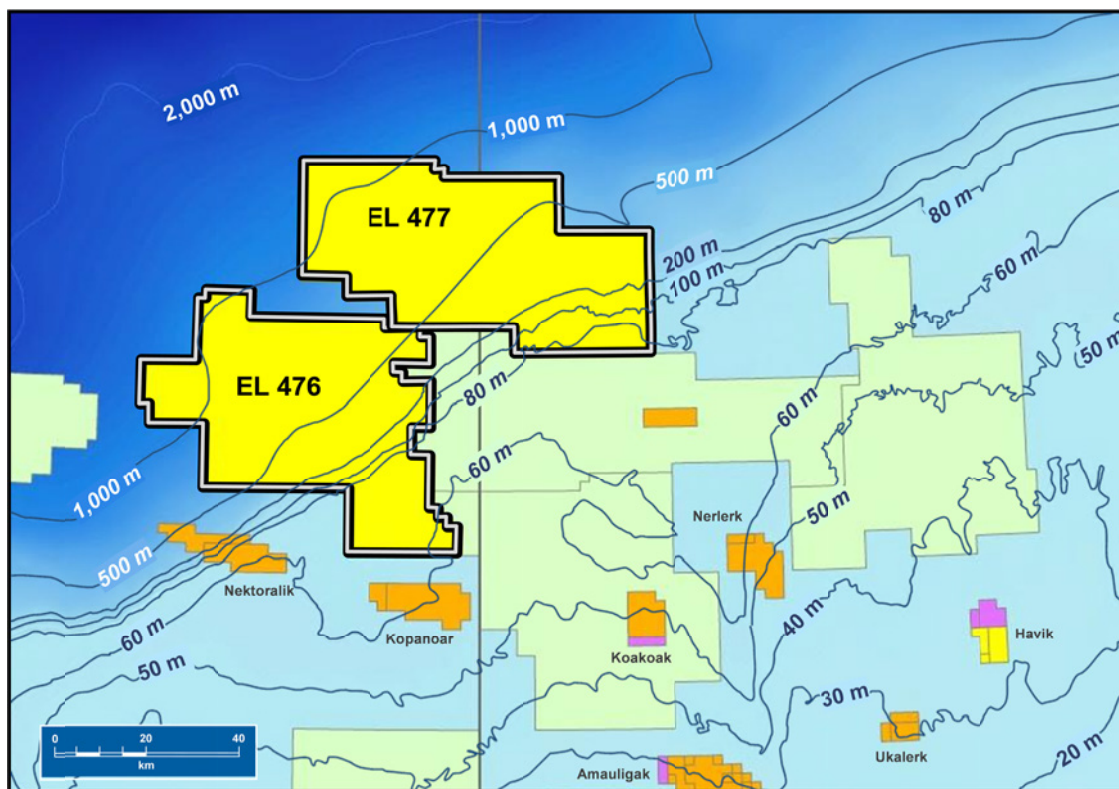 2,000 m
1,000 m
500 m
EL 477
80 m
200 m
100 m
60 m
50 m
EL 476
80 m
60 m
60 m
1,000 m
50 m
Nerlerk
500 m
Nektoralik
40 m
60 m
Kopanoar
Koakoak
Havik
50 m
30 m
0 20 40
km
Ukalerk
20 m
Amauligak